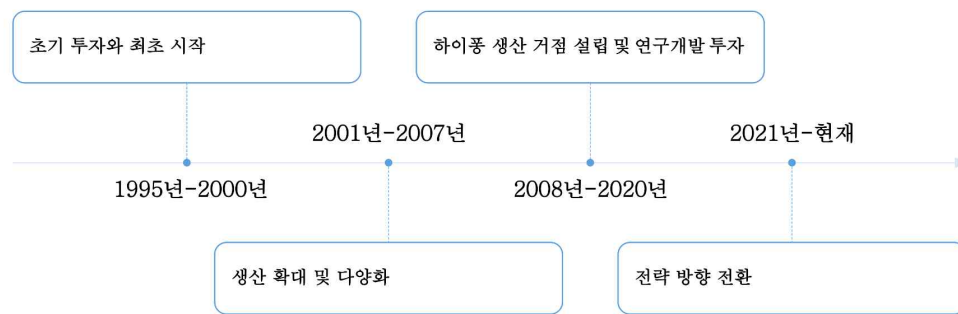 초기 투자와 최초 시작
하이퐁 생산 거점 설립 및 연구개발 투자
2001년-2007년
2021년-현재
1995년-2000년
2008년-2020년
생산 확대 및 다양화
전략 방향 전환